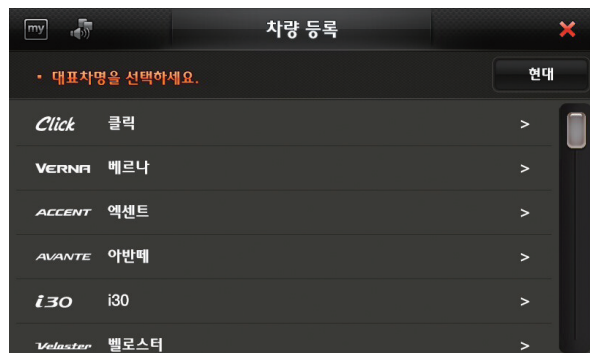 my 차량 등록
• 대표차명을 선택하세요. 현대
Click 클릭 >
VERNA 베르나 >
ACCENT 엑센트 >
AVANTE 아반떼 >
i30 i30 >
Veloster 벨로스터 >